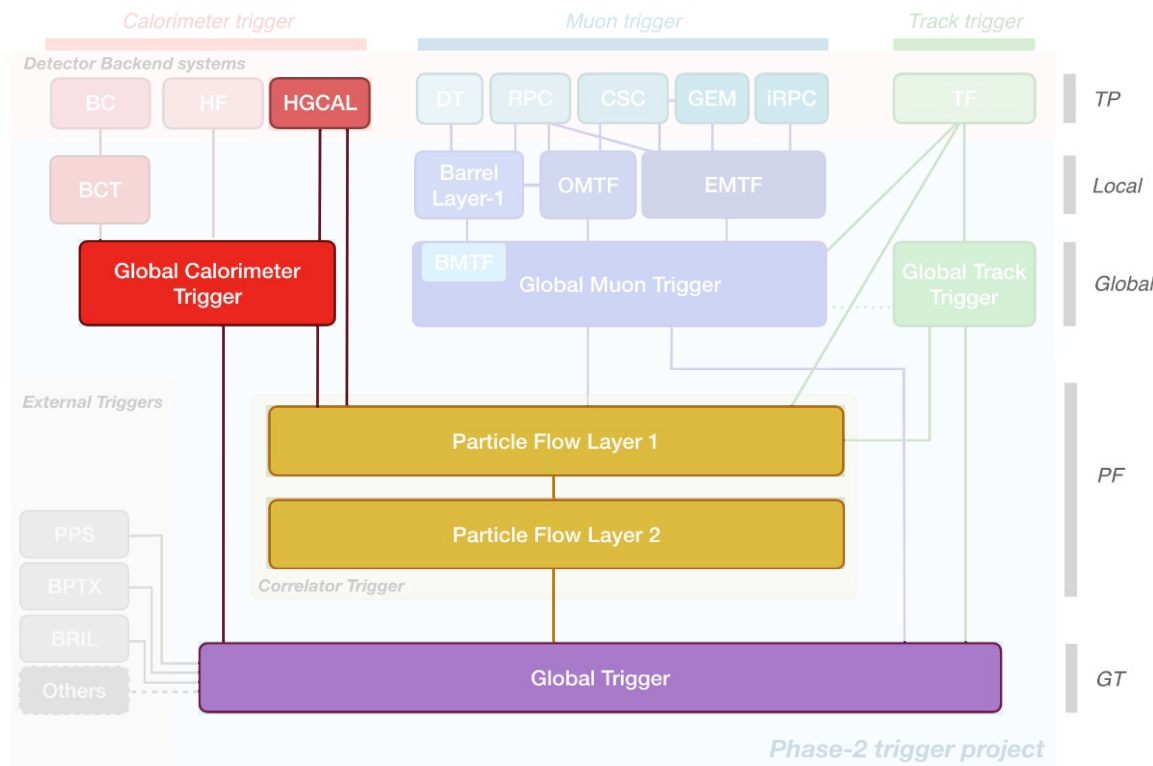 Calorimeter trigger
Muon trigger
Track trigger
Detector Backend systems
BC
HF
HGCAL
DT
RPC
CSC
GEM
iRPC
TF
TP
BCT
Barrel
Layer-1
OMTF
EMTF
Local
Global Calorimeter
Trigger
BMTF
Global Muon Trigger
Global Track
Trigger
Global
External Triggers
Particle Flow Layer 1
PF
Particle Flow Layer 2
Correlator Trigger
PPS
BPTX
BRIL
Others
Global Trigger
GT
Phase-2 trigger project